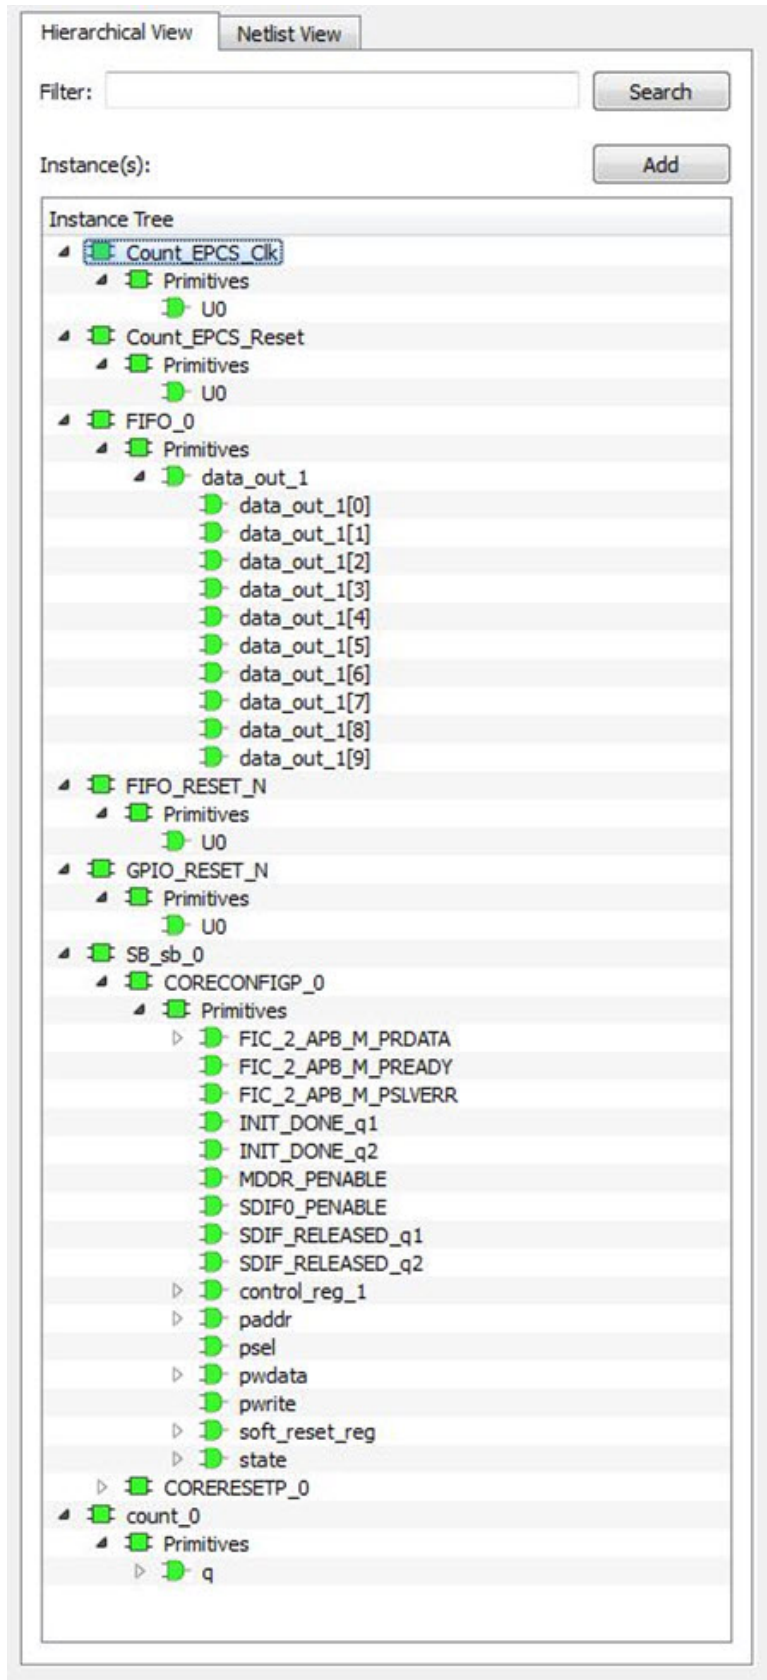 Hierarchical View Netlist View
Filter: Search
Instance(s): Add
Instance Tree
Count_EPCS_Clk
Primitives
U0
Count_EPCS_Reset
Primitives
U0
FIFO_0
Primitives
data_out_1
data_out_1[0]
data_out_1[1]
data_out_1[2]
data_out_1[3]
data_out_1[4]
data_out_1[5]
data_out_1[6]
data_out_1[7]
data_out_1[8]
data_out_1[9]
FIFO_RESET_N
Primitives
U0
GPIO_RESET_N
Primitives
U0
SB_sb_0
CORECONFIGP_0
Primitives
FIC_2_APB_M_PRDATA
FIC_2_APB_M_PREADY
FIC_2_APB_M_PSLVERR
INIT_DONE_q1
INIT_DONE_q2
MDDR_PENABLE
SDIF0_PENABLE
SDIF_RELEASED_q1
SDIF_RELEASED_q2
control_reg_1
paddr
psel
pwdata
pwrite
soft_reset_reg
state
CORERESETP_0
count_0
Primitives
q